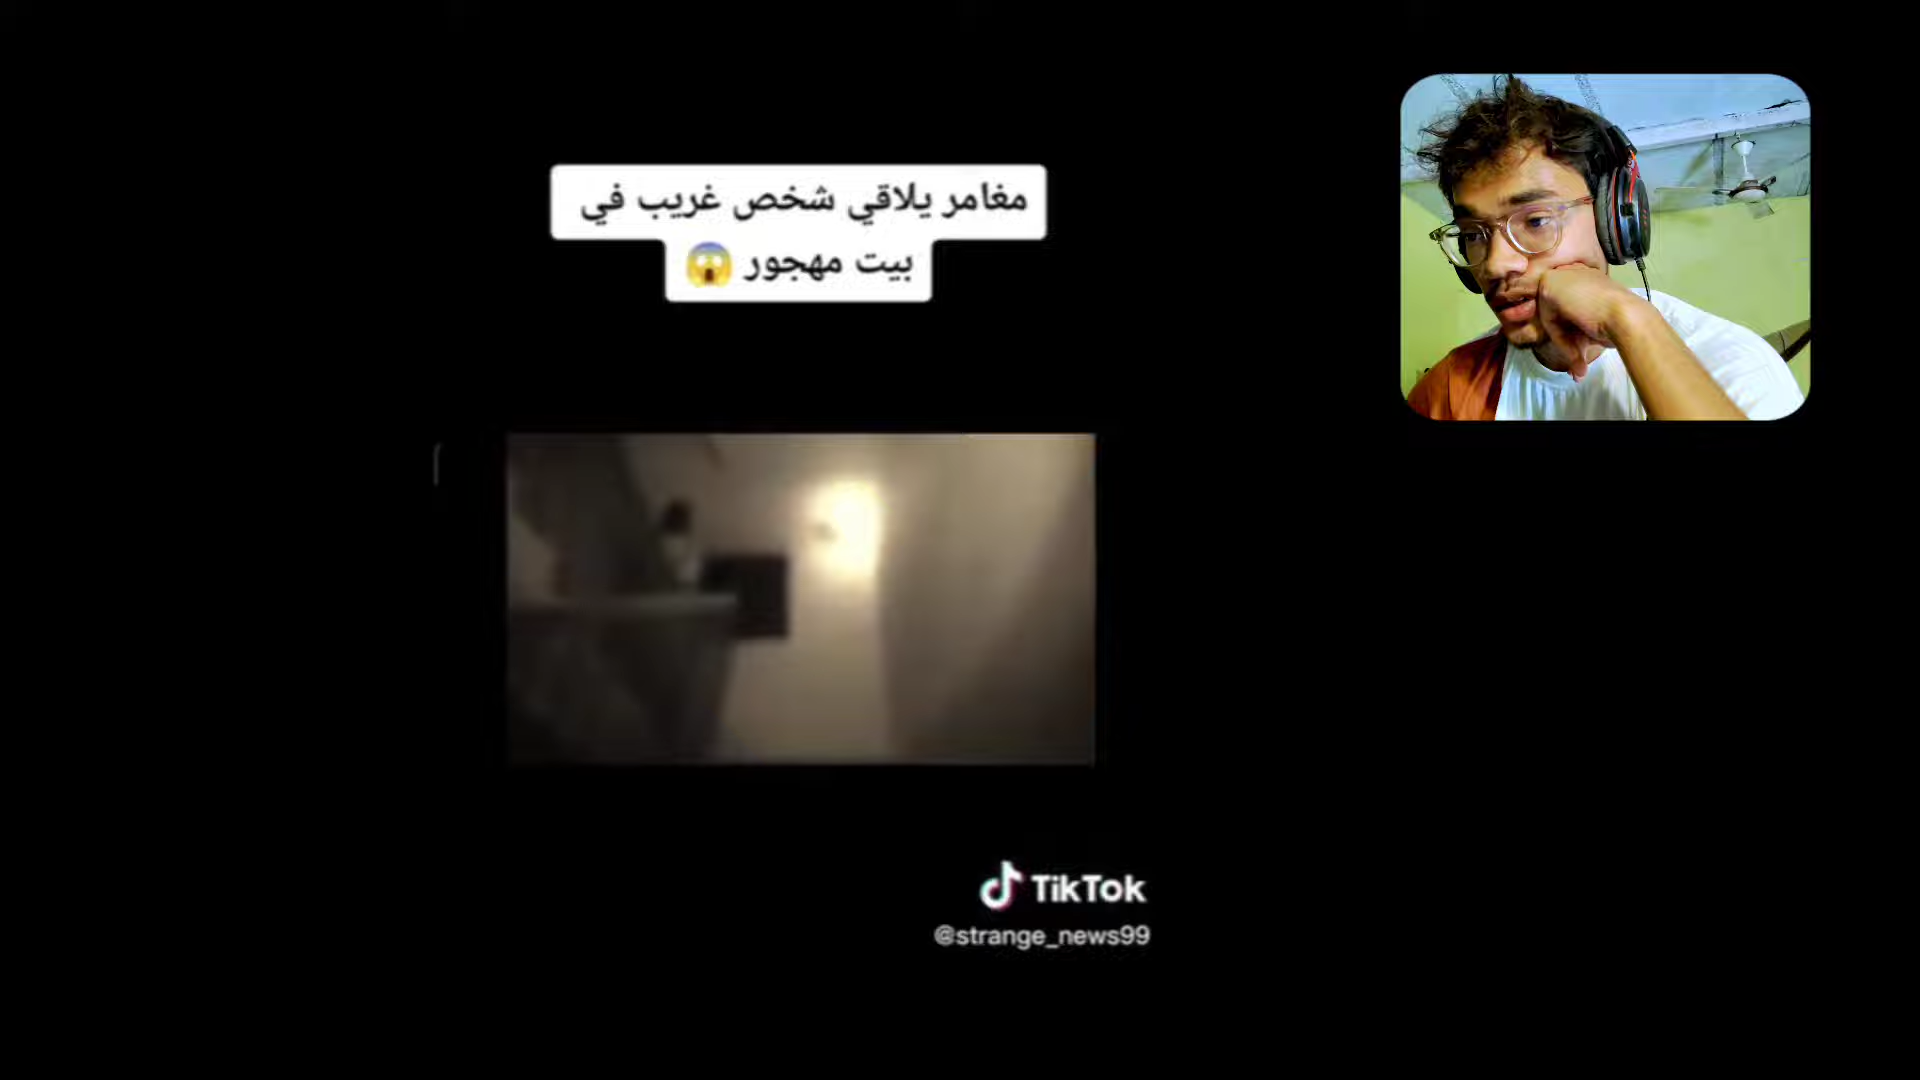 مغامر يلاقي شخص غريب في
بيت مهجور 😱
TikTok
@strange_news99